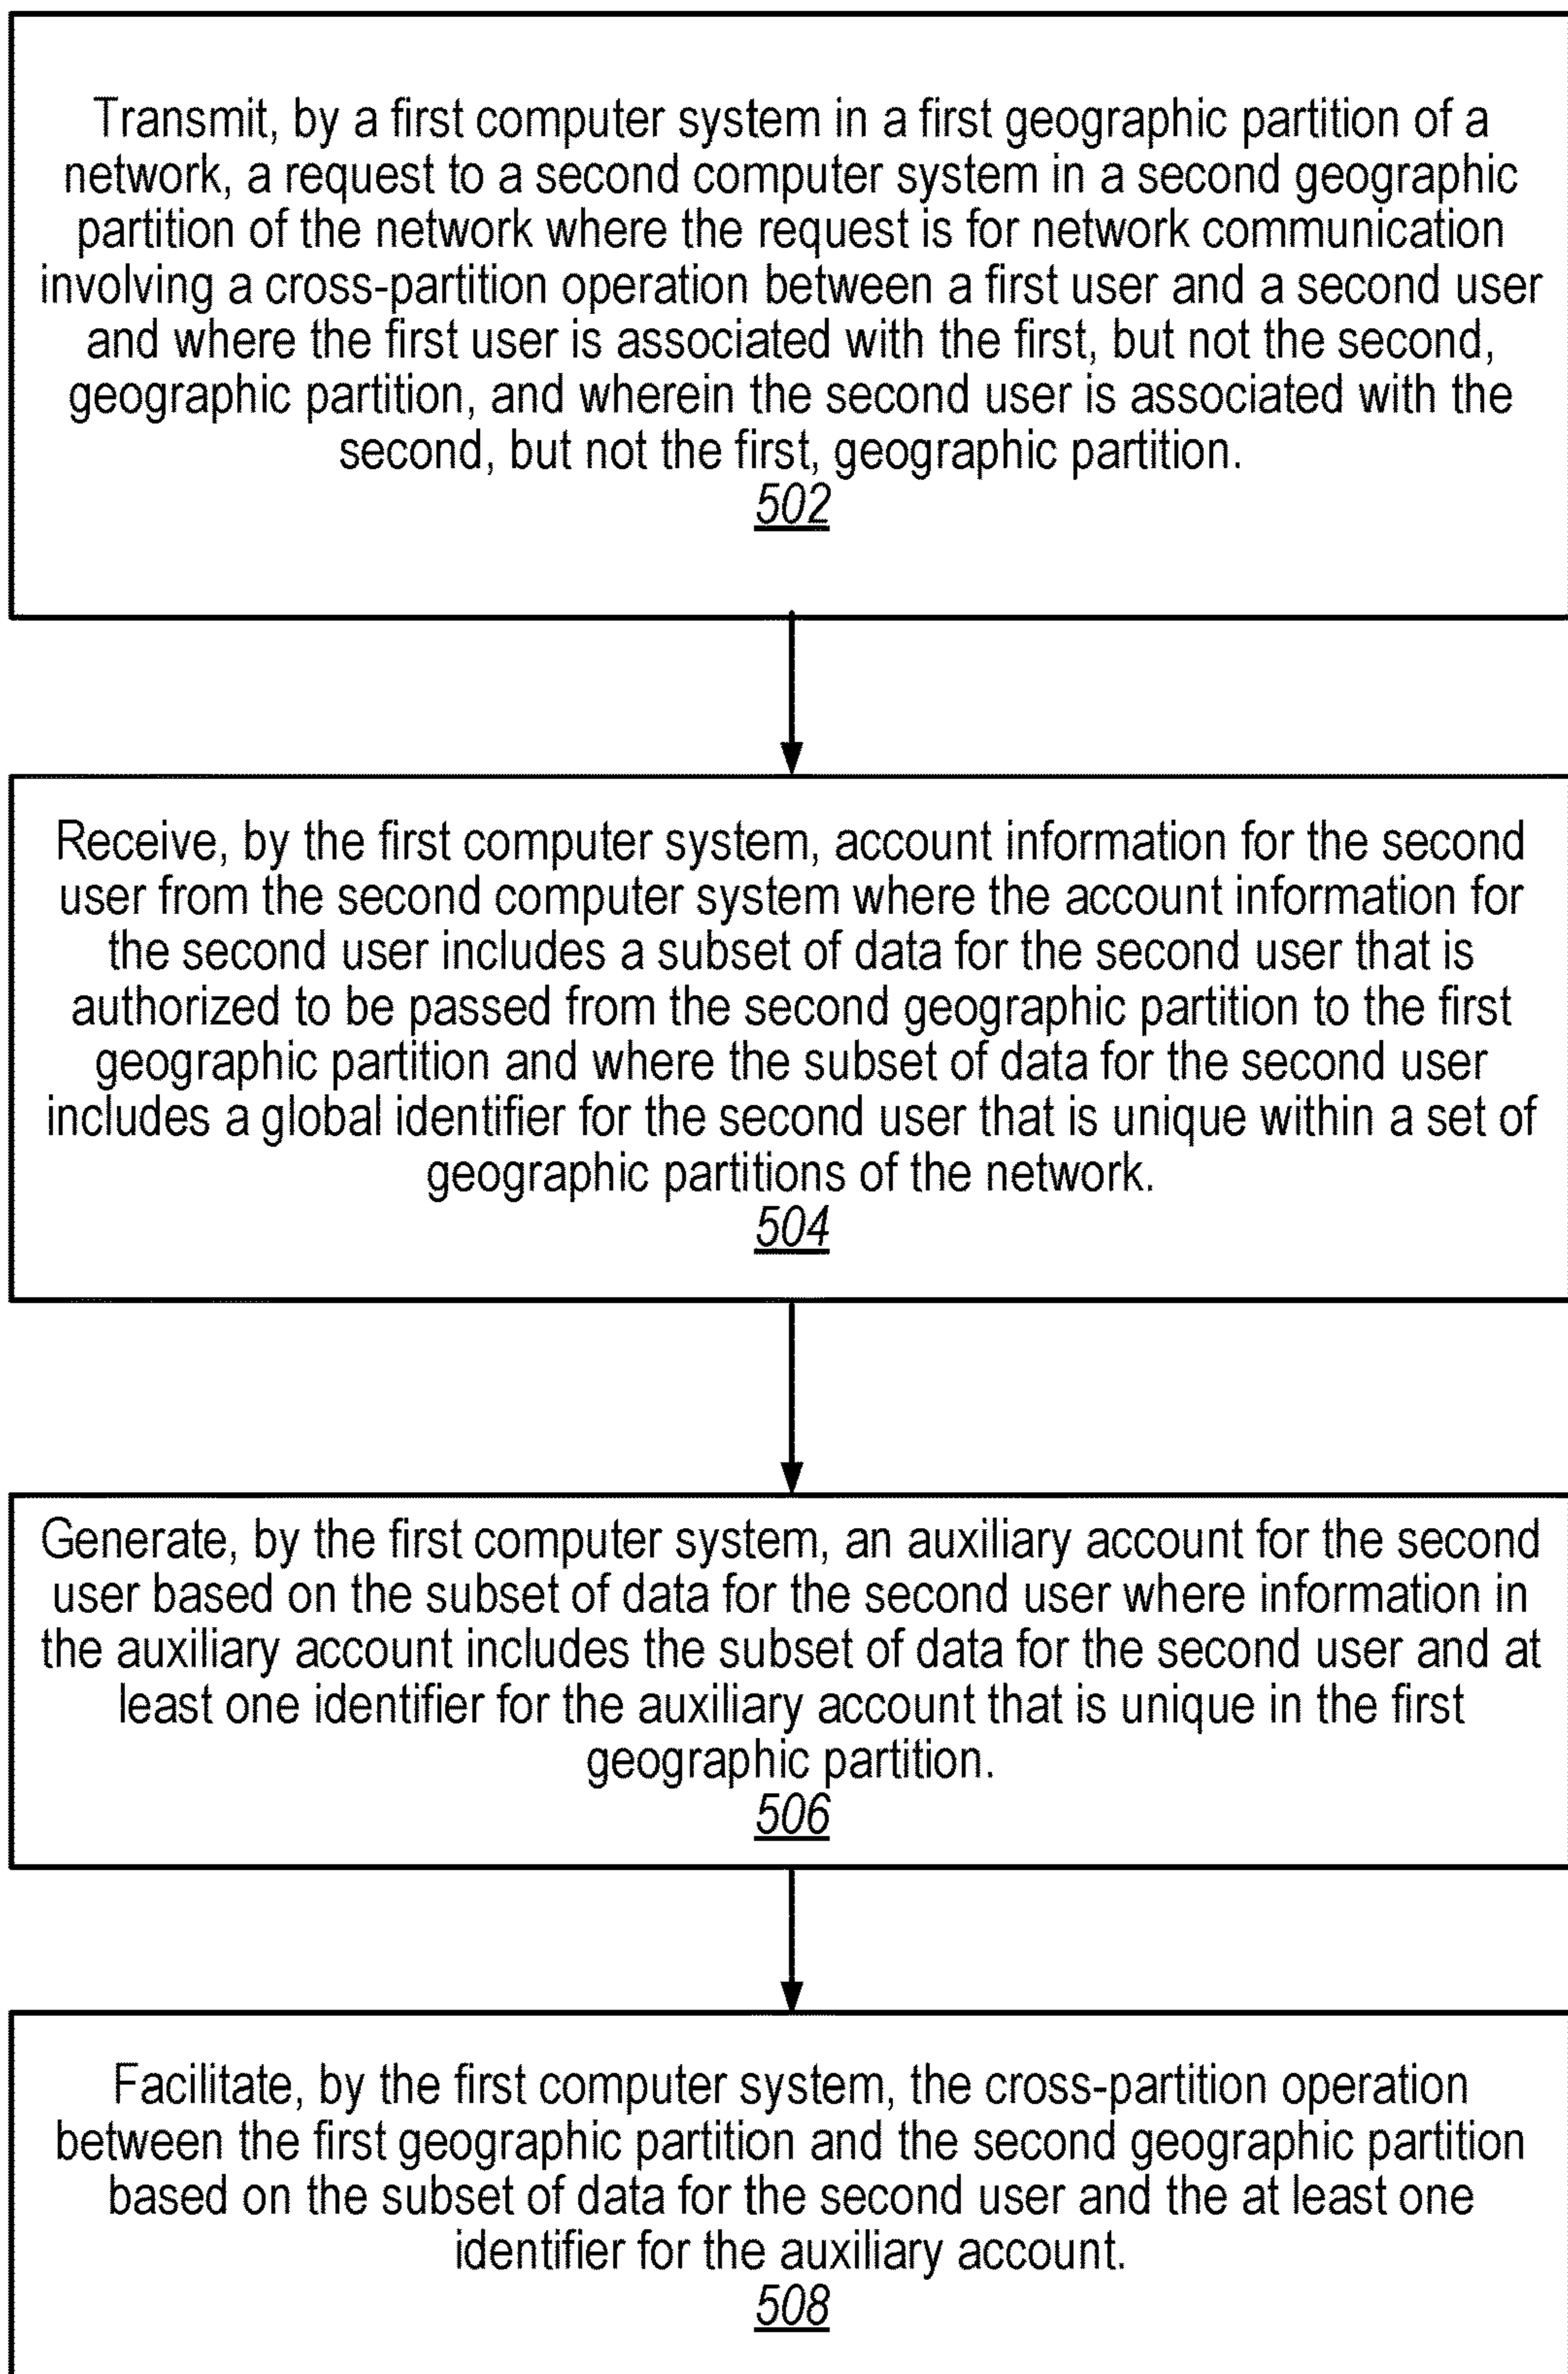 Transmit, by a first computer system in a first geographic partition of a
network, a request to a second computer system in a second geographic
partition of the network where the request is for network communication
involving a cross-partition operation between a first user and a second user
and where the first user is associated with the first, but not the second,
geographic partition, and wherein the second user is associated with the
second, but not the first, geographic partition.
502
Receive, by the first computer system, account information for the second
user from the second computer system where the account information for
the second user includes a subset of data for the second user that is
authorized to be passed from the second geographic partition to the first
geographic partition and where the subset of data for the second user
includes a global identifier for the second user that is unique within a set of
geographic partitions of the network.
504
Generate, by the first computer system, an auxiliary account for the second
user based on the subset of data for the second user where information in
the auxiliary account includes the subset of data for the second user and at
least one identifier for the auxiliary account that is unique in the first
geographic partition.
506
Facilitate, by the first computer system, the cross-partition operation
between the first geographic partition and the second geographic partition
based on the subset of data for the second user and the at least one
identifier for the auxiliary account.
508